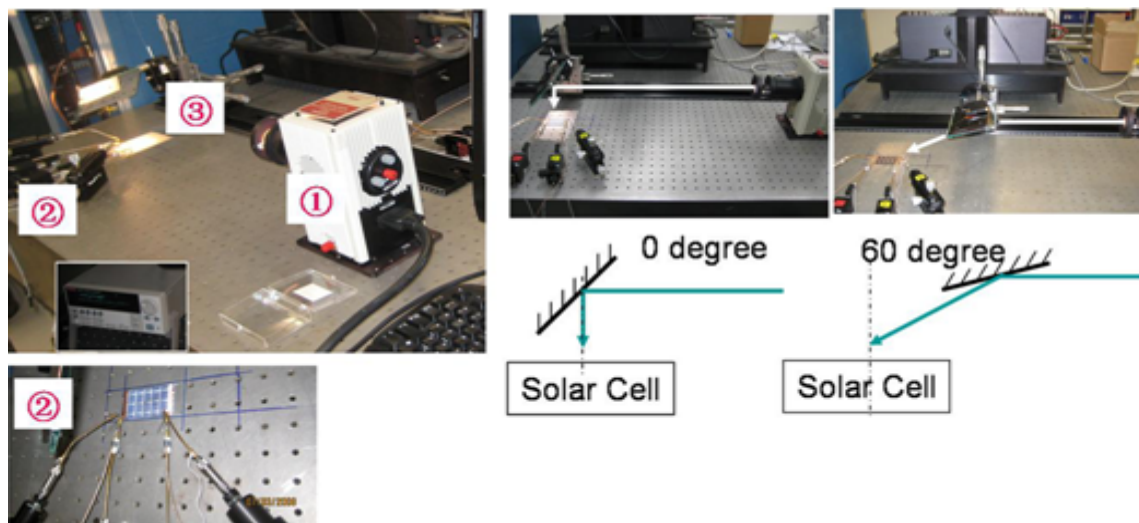 ③
②
①
②
0 degree
Solar Cell
60 degree
Solar Cell